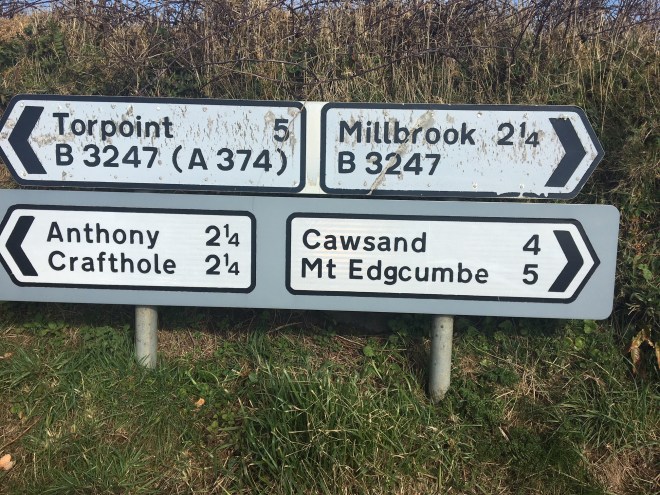 Torpoint 5
B 3247 (A 374)
Millbrook 2¼
B 3247
Anthony 2¼
Crafthole 2¼
Cawsand 4
Mt Edgcumbe 5